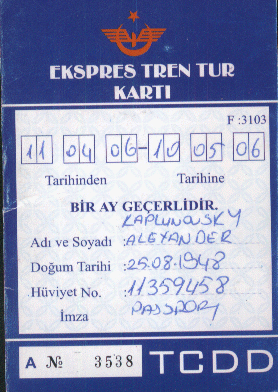 EKSPRES TREN TUR
KARTI
F :3103
11 04 06-10 05 06
Tarihinden Tarihine
BİR AY GEÇERLİDİR.
KAPLUNOVSKY
Adı ve Soyadı :ALEXANDER
Doğum Tarihi :25.08.1948
Hüviyet No. :11359458
İmza PASSPORT
A № 3538 TCDD